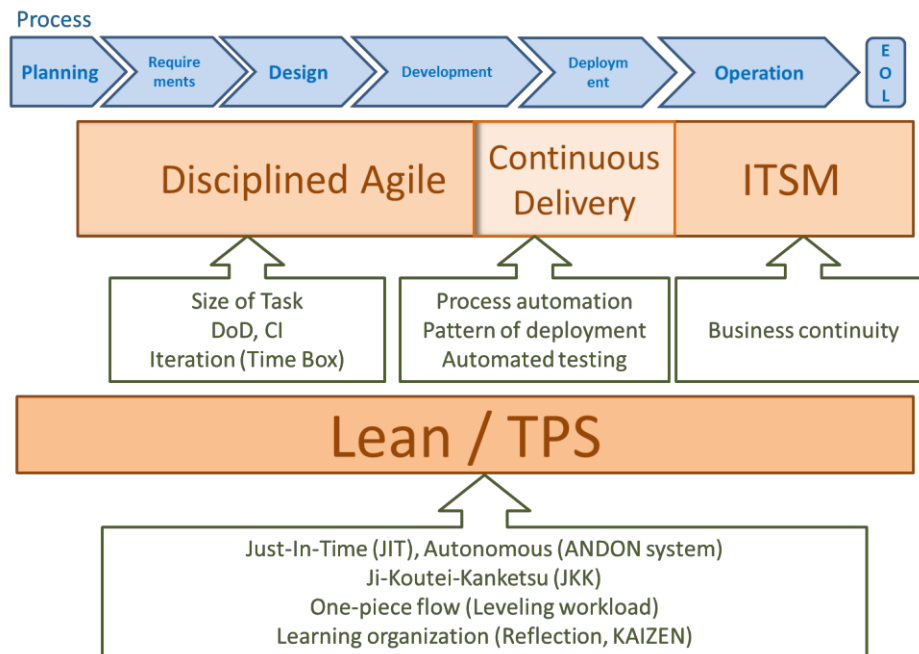 Process
Planning
Require
ments
Design
Development
Deploym
ent
Operation
E
O
L
Disciplined Agile
Continuous
Delivery
ITSM
Size of Task
DoD, CI
Iteration (Time Box)
Process automation
Pattern of deployment
Automated testing
Business continuity
Lean / TPS
Just-In-Time (JIT), Autonomous (ANDON system)
Ji-Koutei-Kanketsu (JKK)
One-piece flow (Leveling workload)
Learning organization (Reflection, KAIZEN)